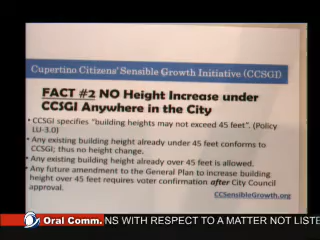 Cupertino Citizens' Sensible Growth Initiative (CCSGI)
FACT #2 NO Height Increase under
CCSGI Anywhere in the City
• CCSGI specifies "building heights may not exceed 45 feet". (Policy
LU-3.0)
• Any existing building height already under 45 feet conforms to
CCSGI; thus no height change.
• Any existing building height already over 45 feet is allowed.
• Any future amendment to the General Plan to increase building
height over 45 feet requires voter confirmation after City Council
approval.
CCSensibleGrowth.org
Oral Comm. NS WITH RESPECT TO A MATTER NOT LISTE